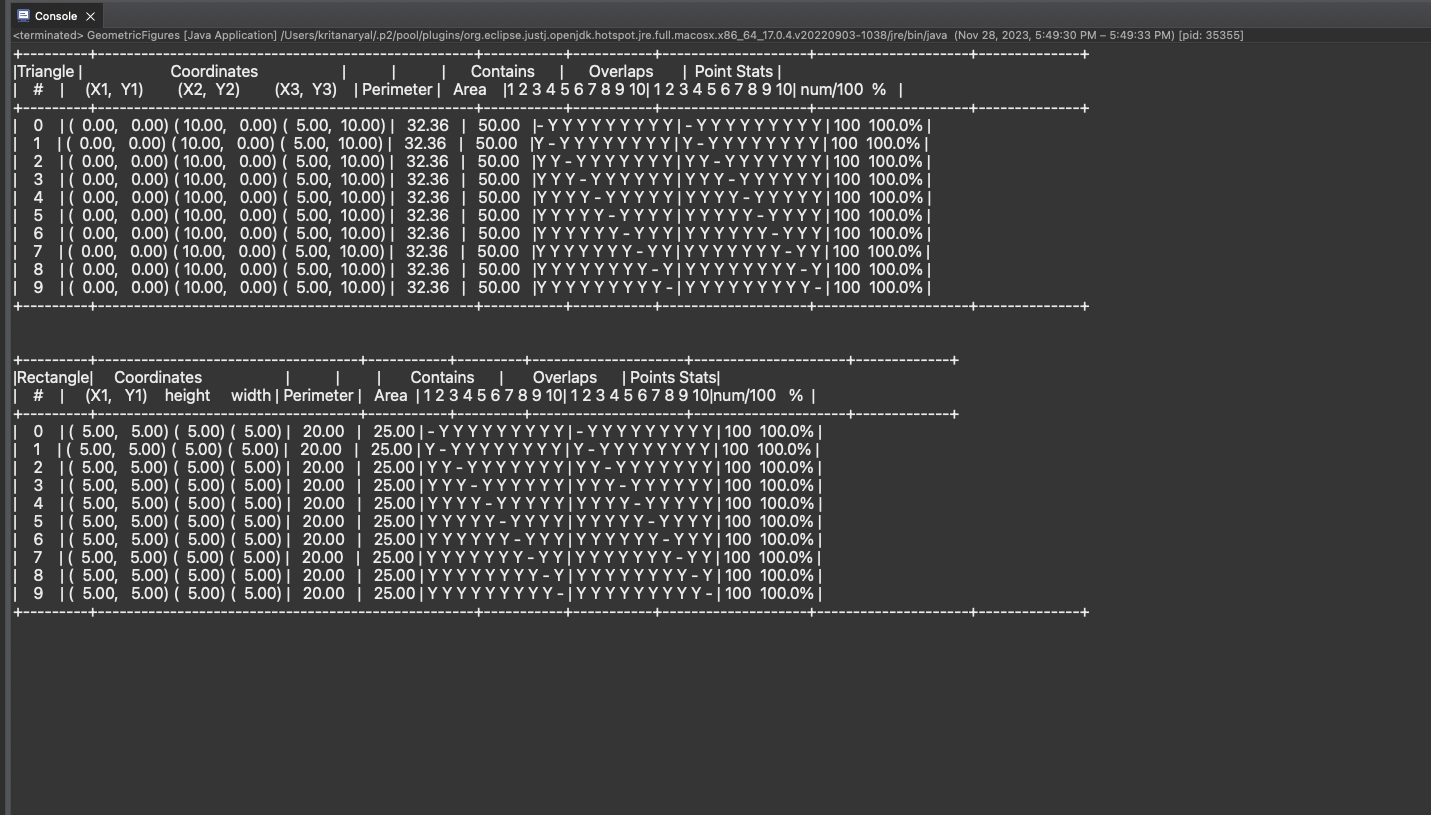 Console
<terminated> GeometricFigures [Java Application] /Users/kritanaryal/.p2/pool/plugins/org.eclipse.justj.openjdk.hotspot.jre.full.macosx.x86_64_17.0.4.v20220903-1038/jre/bin/java (Nov 28, 2023, 5:49:30 PM – 5:49:33 PM) [pid: 35355]
+---------+----------------------------------------------------+-----------+-----------+--------------------+---------------------+--------------+
|Triangle | Coordinates | | | Contains | Overlaps | Point Stats |
| # | (X1, Y1) (X2, Y2) (X3, Y3) | Perimeter | Area |1 2 3 4 5 6 7 8 9 10| 1 2 3 4 5 6 7 8 9 10| num/100 % |
+---------+----------------------------------------------------+-----------+-----------+--------------------+---------------------+--------------+
| 0 | ( 0.00, 0.00) ( 10.00, 0.00) ( 5.00, 10.00) | 32.36 | 50.00 |- Y Y Y Y Y Y Y Y Y | - Y Y Y Y Y Y Y Y Y | 100 100.0% |
| 1 | ( 0.00, 0.00) ( 10.00, 0.00) ( 5.00, 10.00) | 32.36 | 50.00 |Y - Y Y Y Y Y Y Y Y | Y - Y Y Y Y Y Y Y Y | 100 100.0% |
| 2 | ( 0.00, 0.00) ( 10.00, 0.00) ( 5.00, 10.00) | 32.36 | 50.00 |Y Y - Y Y Y Y Y Y Y | Y Y - Y Y Y Y Y Y Y | 100 100.0% |
| 3 | ( 0.00, 0.00) ( 10.00, 0.00) ( 5.00, 10.00) | 32.36 | 50.00 |Y Y Y - Y Y Y Y Y Y | Y Y Y - Y Y Y Y Y Y | 100 100.0% |
| 4 | ( 0.00, 0.00) ( 10.00, 0.00) ( 5.00, 10.00) | 32.36 | 50.00 |Y Y Y Y - Y Y Y Y Y | Y Y Y Y - Y Y Y Y Y | 100 100.0% |
| 5 | ( 0.00, 0.00) ( 10.00, 0.00) ( 5.00, 10.00) | 32.36 | 50.00 |Y Y Y Y Y - Y Y Y Y | Y Y Y Y Y - Y Y Y Y | 100 100.0% |
| 6 | ( 0.00, 0.00) ( 10.00, 0.00) ( 5.00, 10.00) | 32.36 | 50.00 |Y Y Y Y Y Y - Y Y Y | Y Y Y Y Y Y - Y Y Y | 100 100.0% |
| 7 | ( 0.00, 0.00) ( 10.00, 0.00) ( 5.00, 10.00) | 32.36 | 50.00 |Y Y Y Y Y Y Y - Y Y | Y Y Y Y Y Y Y - Y Y | 100 100.0% |
| 8 | ( 0.00, 0.00) ( 10.00, 0.00) ( 5.00, 10.00) | 32.36 | 50.00 |Y Y Y Y Y Y Y Y - Y | Y Y Y Y Y Y Y Y - Y | 100 100.0% |
| 9 | ( 0.00, 0.00) ( 10.00, 0.00) ( 5.00, 10.00) | 32.36 | 50.00 |Y Y Y Y Y Y Y Y Y - | Y Y Y Y Y Y Y Y Y - | 100 100.0% |
+---------+----------------------------------------------------+-----------+-----------+--------------------+---------------------+--------------+
+---------+------------------------------------+-----------+---------+---------------------+---------------------+-------------+
|Rectangle| Coordinates | | | Contains | Overlaps | Points Stats|
| # | (X1, Y1) height width | Perimeter | Area | 1 2 3 4 5 6 7 8 9 10| 1 2 3 4 5 6 7 8 9 10|num/100 % |
+---------+------------------------------------+-----------+---------+---------------------+---------------------+-------------+
| 0 | ( 5.00, 5.00) ( 5.00) ( 5.00) | 20.00 | 25.00 | - Y Y Y Y Y Y Y Y Y | - Y Y Y Y Y Y Y Y Y | 100 100.0% |
| 1 | ( 5.00, 5.00) ( 5.00) ( 5.00) | 20.00 | 25.00 | Y - Y Y Y Y Y Y Y Y | Y - Y Y Y Y Y Y Y Y | 100 100.0% |
| 2 | ( 5.00, 5.00) ( 5.00) ( 5.00) | 20.00 | 25.00 | Y Y - Y Y Y Y Y Y Y | Y Y - Y Y Y Y Y Y Y | 100 100.0% |
| 3 | ( 5.00, 5.00) ( 5.00) ( 5.00) | 20.00 | 25.00 | Y Y Y - Y Y Y Y Y Y | Y Y Y - Y Y Y Y Y Y | 100 100.0% |
| 4 | ( 5.00, 5.00) ( 5.00) ( 5.00) | 20.00 | 25.00 | Y Y Y Y - Y Y Y Y Y | Y Y Y Y - Y Y Y Y Y | 100 100.0% |
| 5 | ( 5.00, 5.00) ( 5.00) ( 5.00) | 20.00 | 25.00 | Y Y Y Y Y - Y Y Y Y | Y Y Y Y Y - Y Y Y Y | 100 100.0% |
| 6 | ( 5.00, 5.00) ( 5.00) ( 5.00) | 20.00 | 25.00 | Y Y Y Y Y Y - Y Y Y | Y Y Y Y Y Y - Y Y Y | 100 100.0% |
| 7 | ( 5.00, 5.00) ( 5.00) ( 5.00) | 20.00 | 25.00 | Y Y Y Y Y Y Y - Y Y | Y Y Y Y Y Y Y - Y Y | 100 100.0% |
| 8 | ( 5.00, 5.00) ( 5.00) ( 5.00) | 20.00 | 25.00 | Y Y Y Y Y Y Y Y - Y | Y Y Y Y Y Y Y Y - Y | 100 100.0% |
| 9 | ( 5.00, 5.00) ( 5.00) ( 5.00) | 20.00 | 25.00 | Y Y Y Y Y Y Y Y Y - | Y Y Y Y Y Y Y Y Y - | 100 100.0% |
+---------+----------------------------------------------------+-----------+-----------+--------------------+---------------------+--------------+